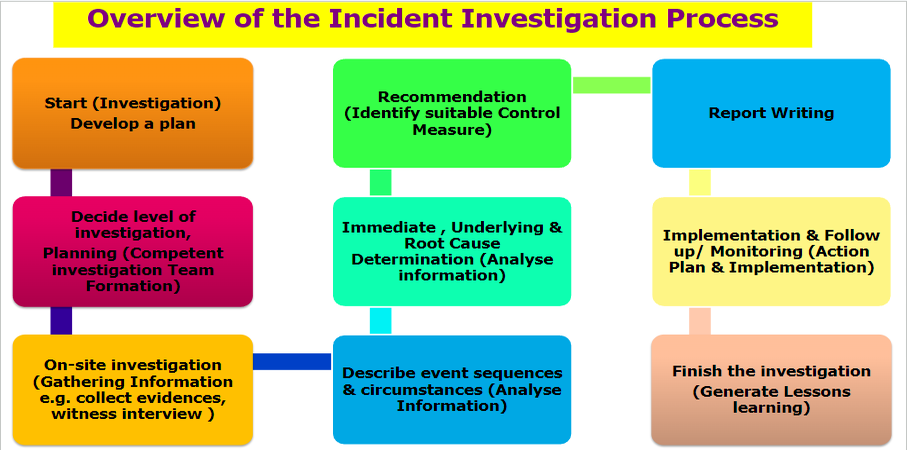 Overview of the Incident Investigation Process
Start (Investigation)
Develop a plan
Decide level of
investigation,
Planning (Competent
investigation Team
Formation)
On-site investigation
(Gathering Information
e.g. collect evidences,
witness interview )
Describe event sequences
& circumstances (Analyse
Information)
Immediate , Underlying &
Root Cause
Determination (Analyse
information)
Recommendation
(Identify suitable Control
Measure)
Report Writing
Implementation & Follow
up/ Monitoring (Action
Plan & Implementation)
Finish the investigation
(Generate Lessons
learning)